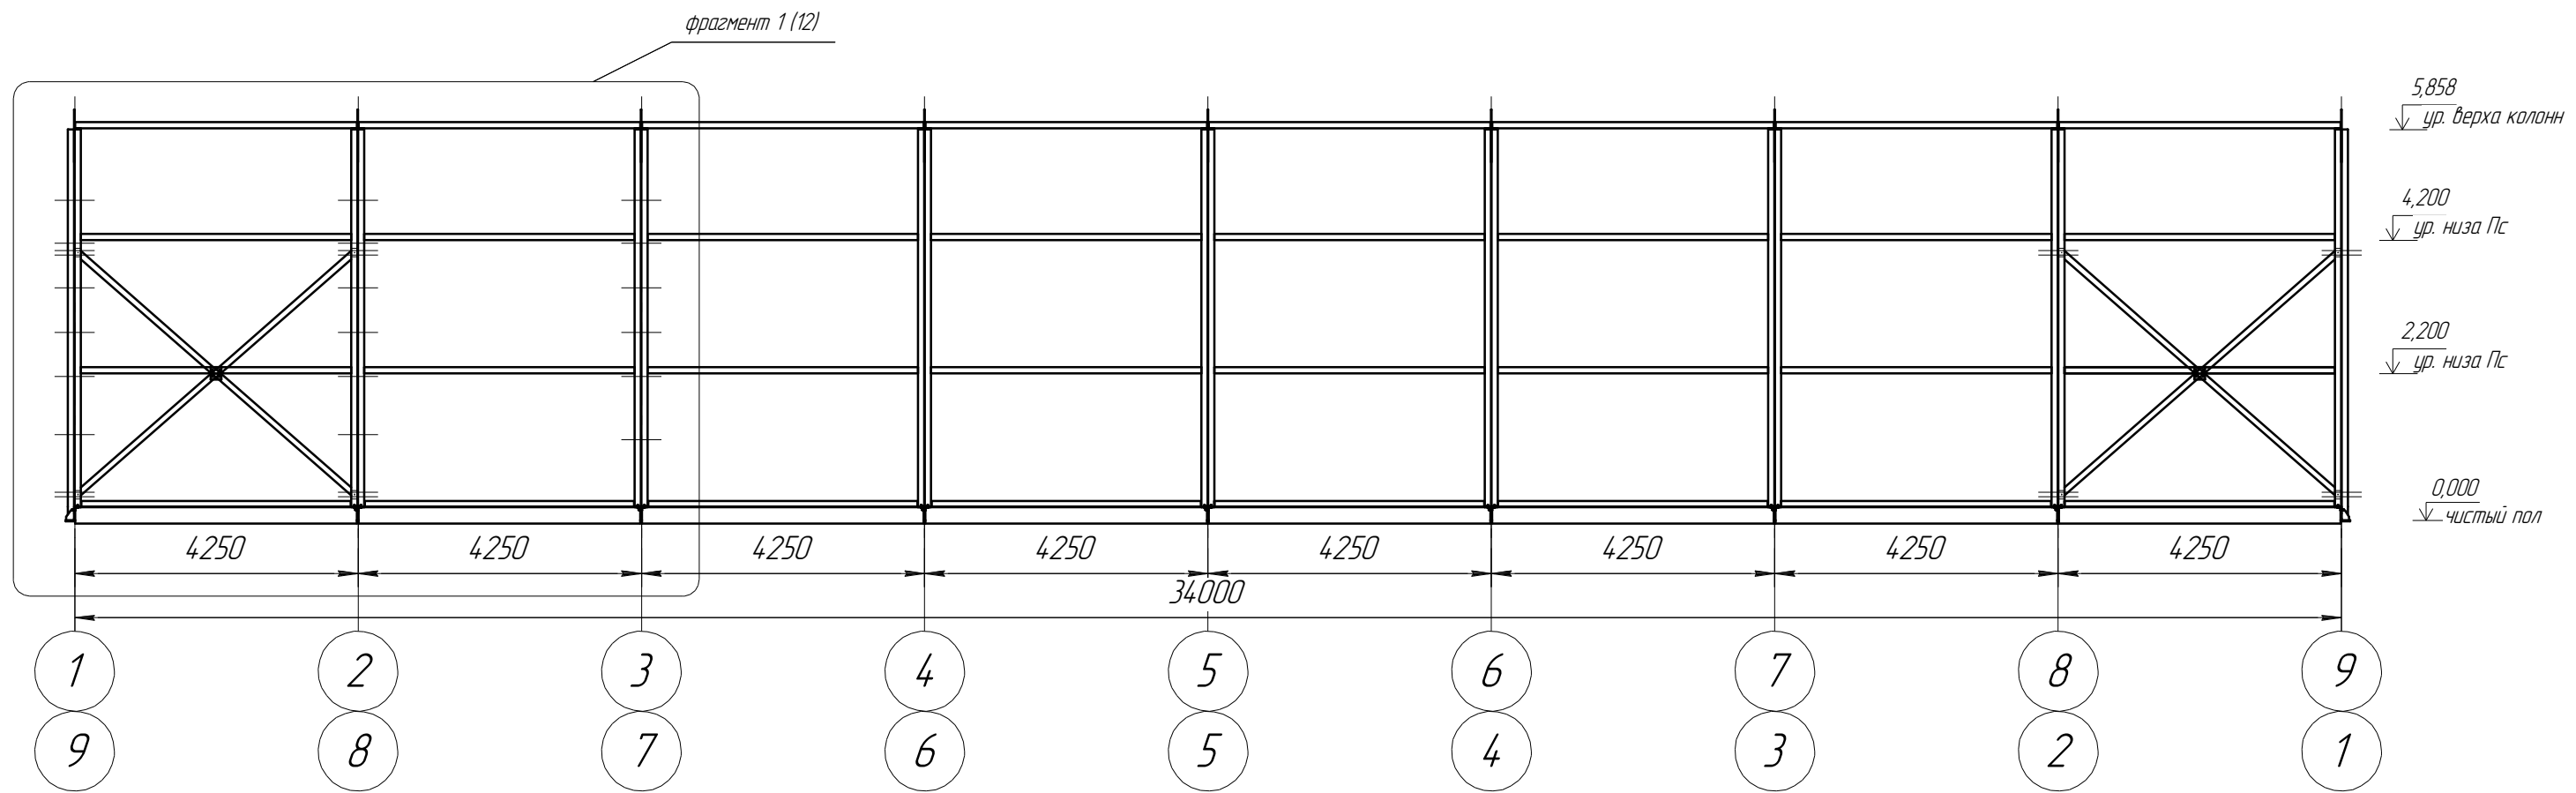 фрагмент 1 (12)
5,858
ур. верха колонн
4,200
ур. низа Пс
2,200
ур. низа Пс
0,000
чистый пол
4250 4250 4250 4250 4250 4250 4250 4250
34000
1 2 3 4 5 6 7 8 9
9 8 7 6 5 4 3 2 1